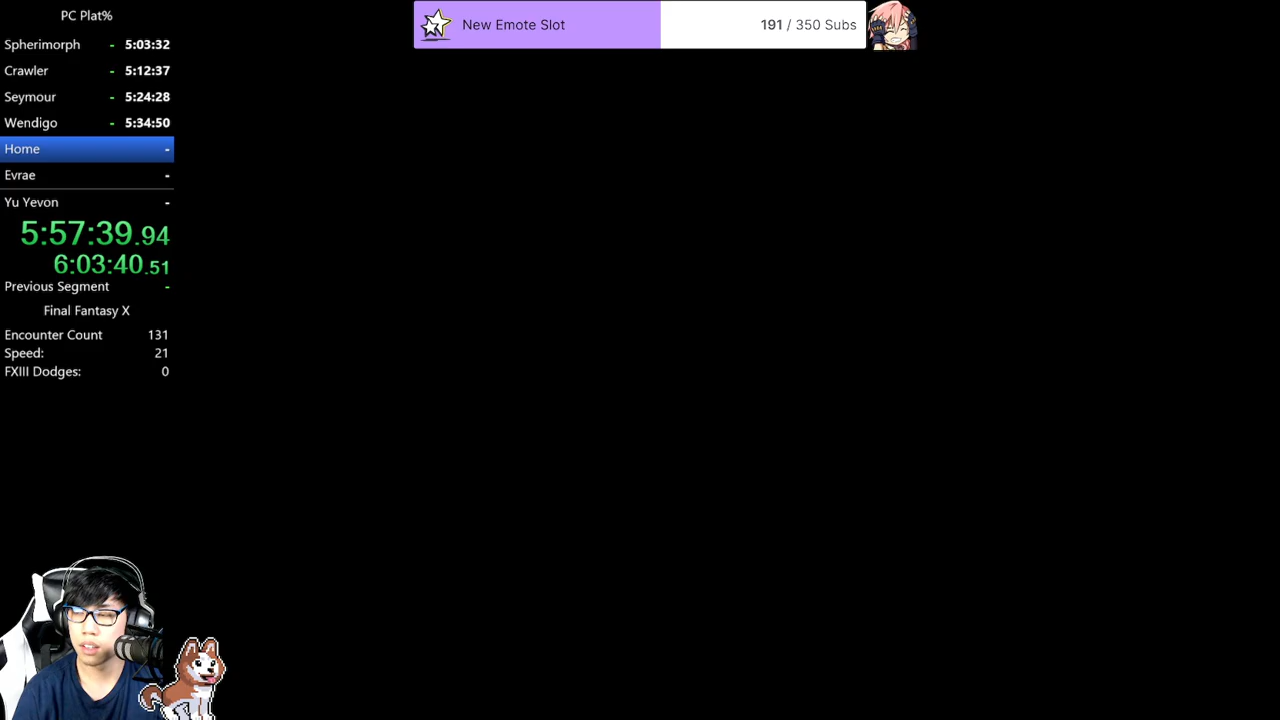 PC Plat%
New Emote Slot 191 / 350 Subs
Spherimorph - 5:03:32
Crawler - 5:12:37
Seymour - 5:24:28
Wendigo - 5:34:50
Home -
Evrae -
Yu Yevon -
5:57:39.94
6:03:40.51
Previous Segment -
Final Fantasy X
Encounter Count 131
Speed: 21
FXIII Dodges: 0